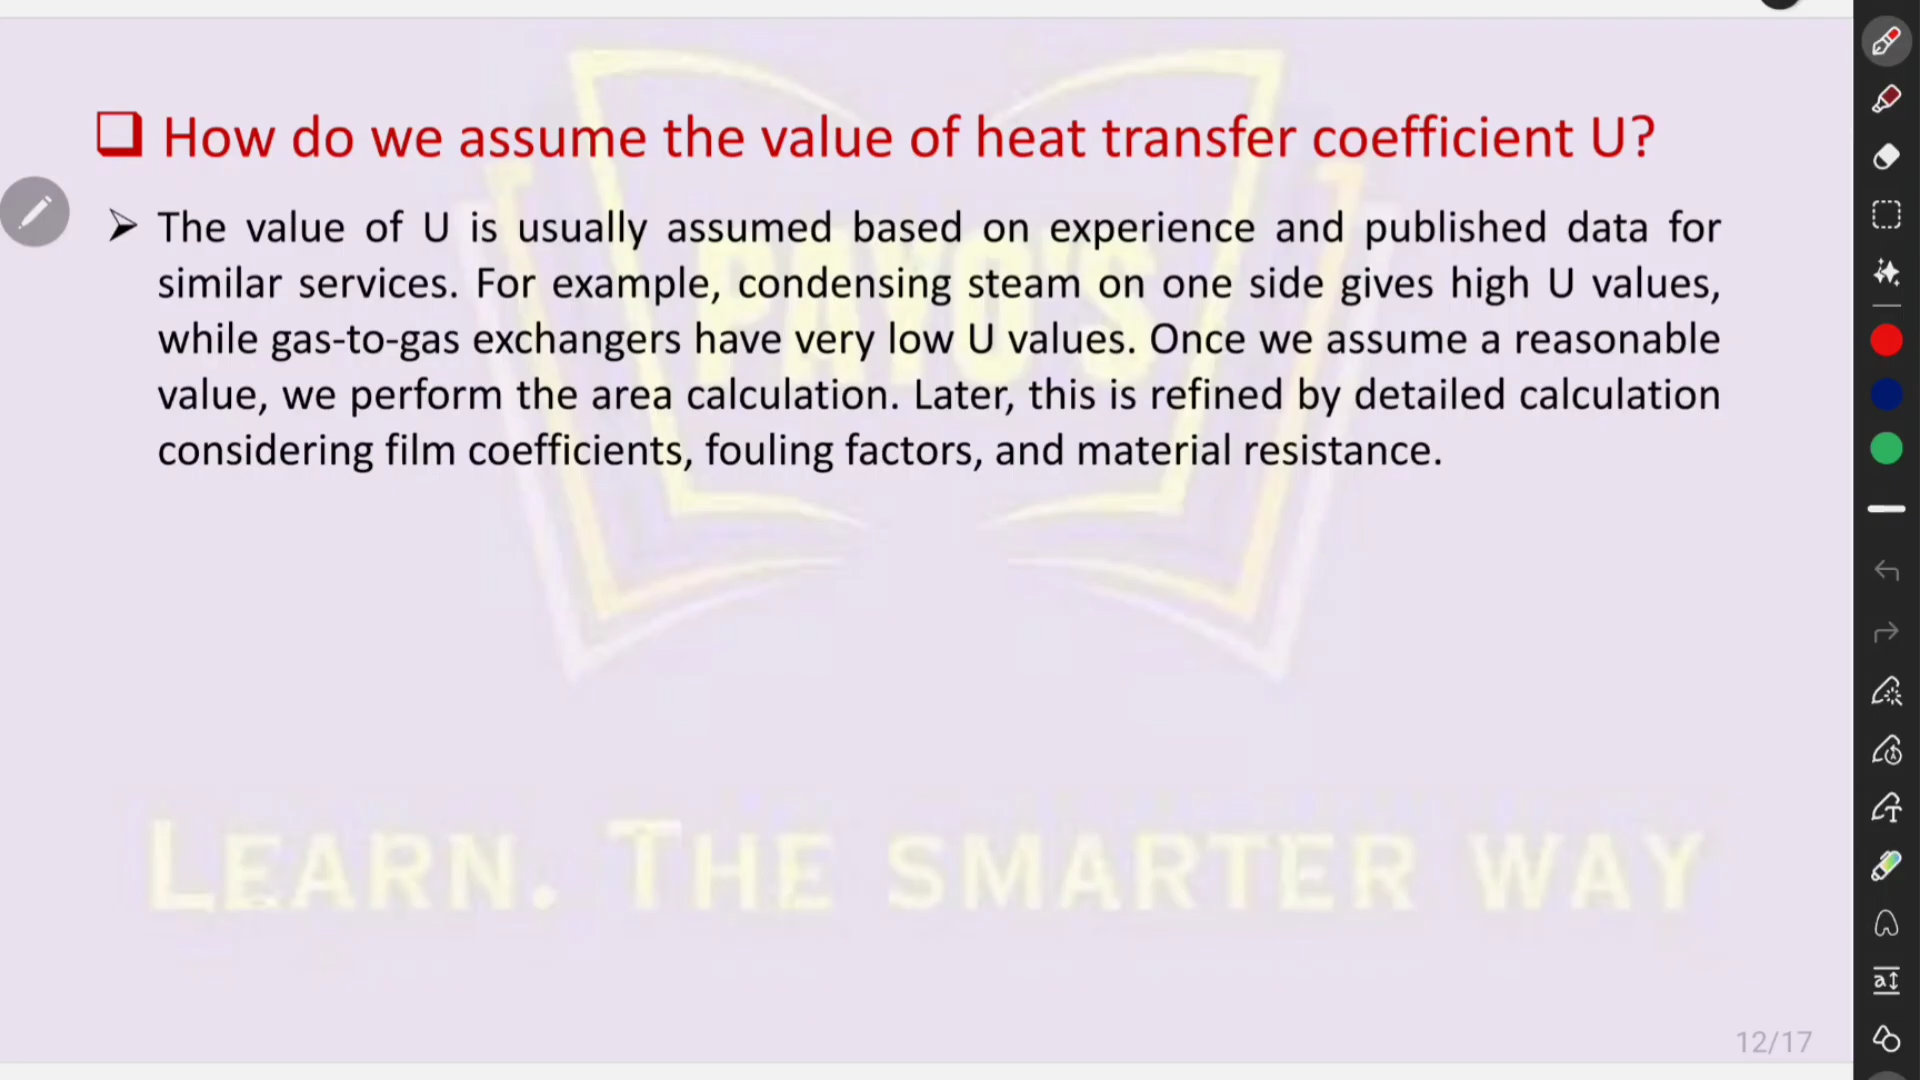 How do we assume the value of heat transfer coefficient U?
The value of U is usually assumed based on experience and published data for
similar services. For example, condensing steam on one side gives high U values,
while gas-to-gas exchangers have very low U values. Once we assume a reasonable
value, we perform the area calculation. Later, this is refined by detailed calculation
considering film coefficients, fouling factors, and material resistance.
PAYO'S
LEARN. THE SMARTER WAY
12/17